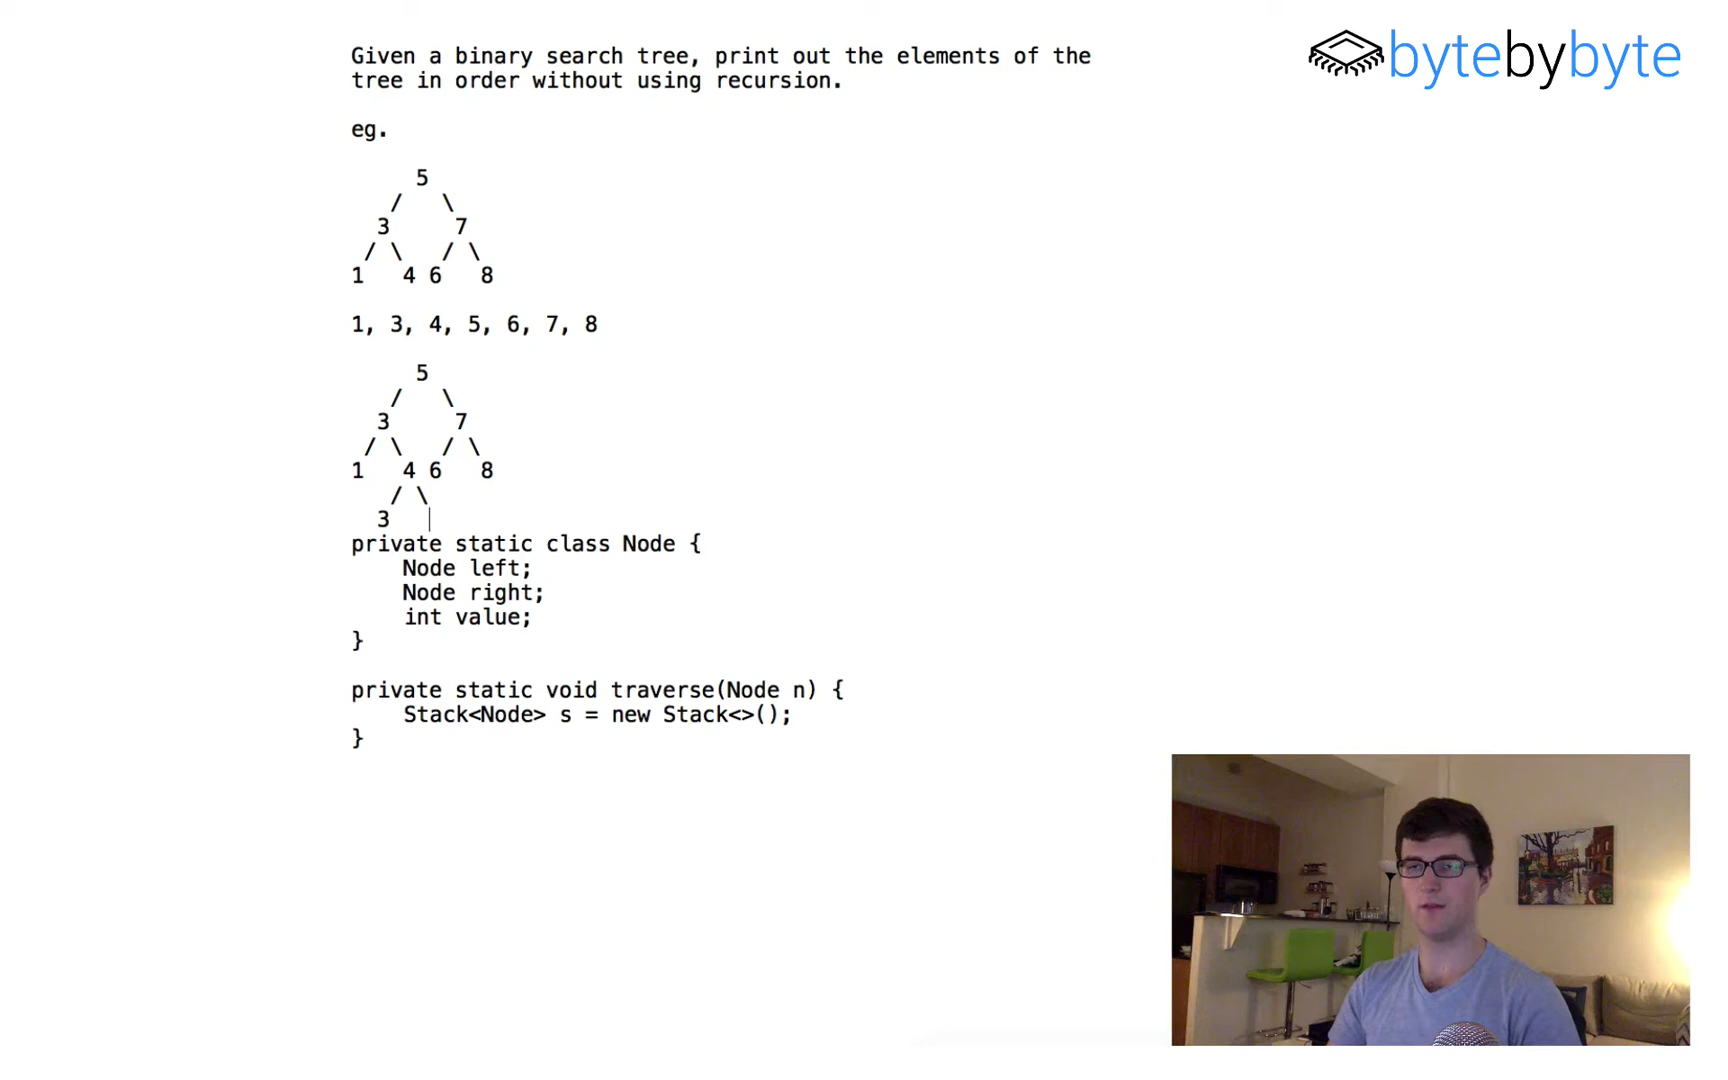 Given a binary search tree, print out the elements of the
bytebybyte
tree in order without using recursion.
eg.
5
/ \
3 7
/ \ / \
1 4 6 8
1, 3, 4, 5, 6, 7, 8
5
/ \
3 7
/ \ / \
1 4 6 8
/ \
3
private static class Node {
Node left;
Node right;
int value;
}
private static void traverse(Node n) {
Stack<Node> s = new Stack<>();
}